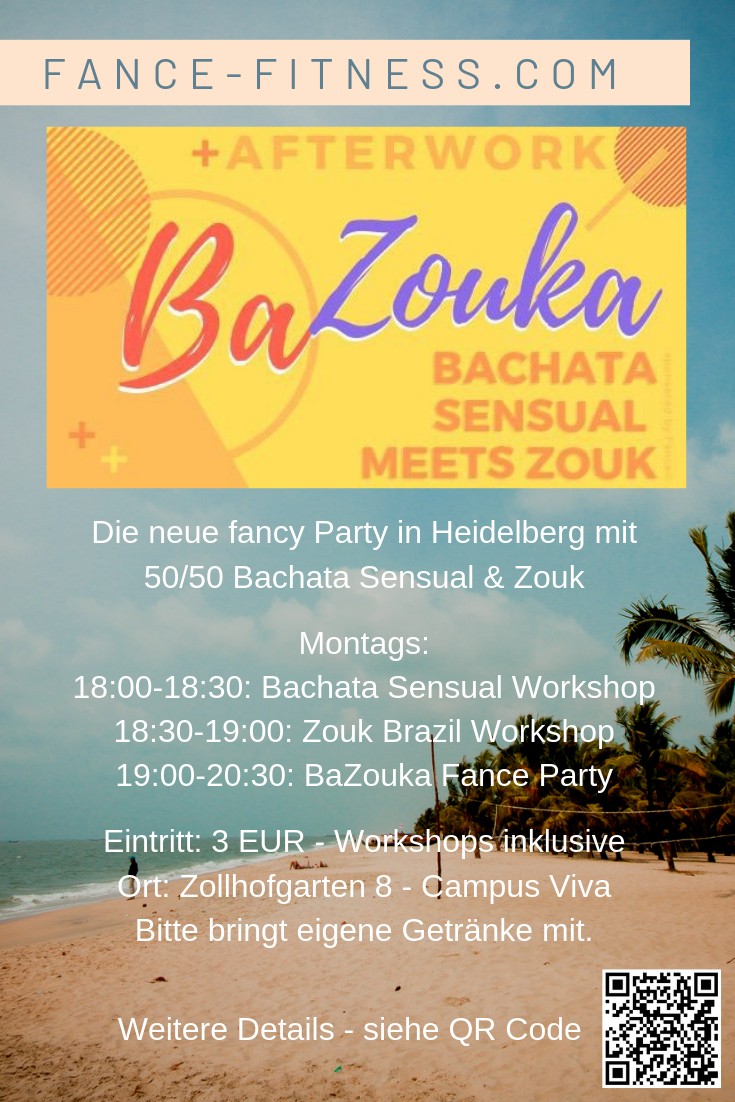 FANCE-FITNESS.COM
+AFTERWORK
BaZouka
BACHATA
SENSUAL
MEETS ZOUK
Die neue fancy Party in Heidelberg mit
50/50 Bachata Sensual & Zouk
Montags:
18:00-18:30: Bachata Sensual Workshop
18:30-19:00: Zouk Brazil Workshop
19:00-20:30: BaZouka Fance Party
Eintritt: 3 EUR - Workshops inklusive
Ort: Zollhofgarten 8 - Campus Viva
Bitte bringt eigene Getränke mit.
Weitere Details - siehe QR Code